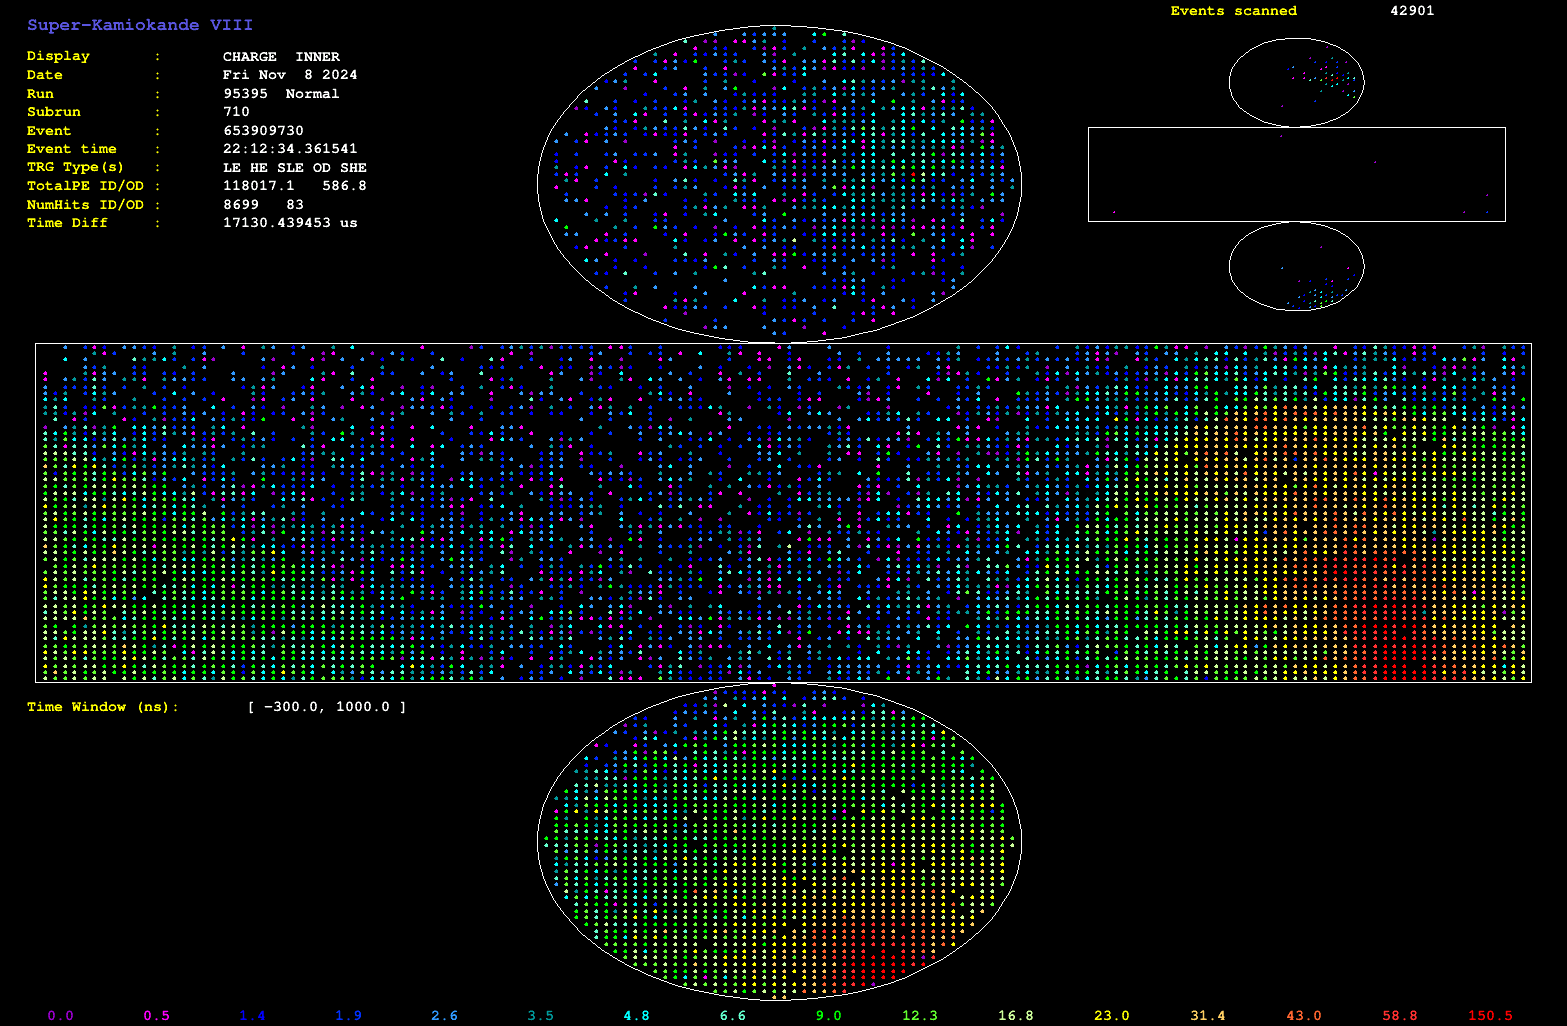 Super-Kamiokande VIII
Events scanned 42901
Display : CHARGE INNER
Date : Fri Nov 8 2024
Run : 95395 Normal
Subrun : 710
Event : 653909730
Event time : 22:12:34.361541
TRG Type(s) : LE HE SLE OD SHE
TotalPE ID/OD : 118017.1 586.8
NumHits ID/OD : 8699 83
Time Diff : 17130.439453 us
Time Window (ns): [ -300.0, 1000.0 ]
0.0 0.5 1.4 1.9 2.6 3.5 4.8 6.6 9.0 12.3 16.8 23.0 31.4 43.0 58.8 150.5